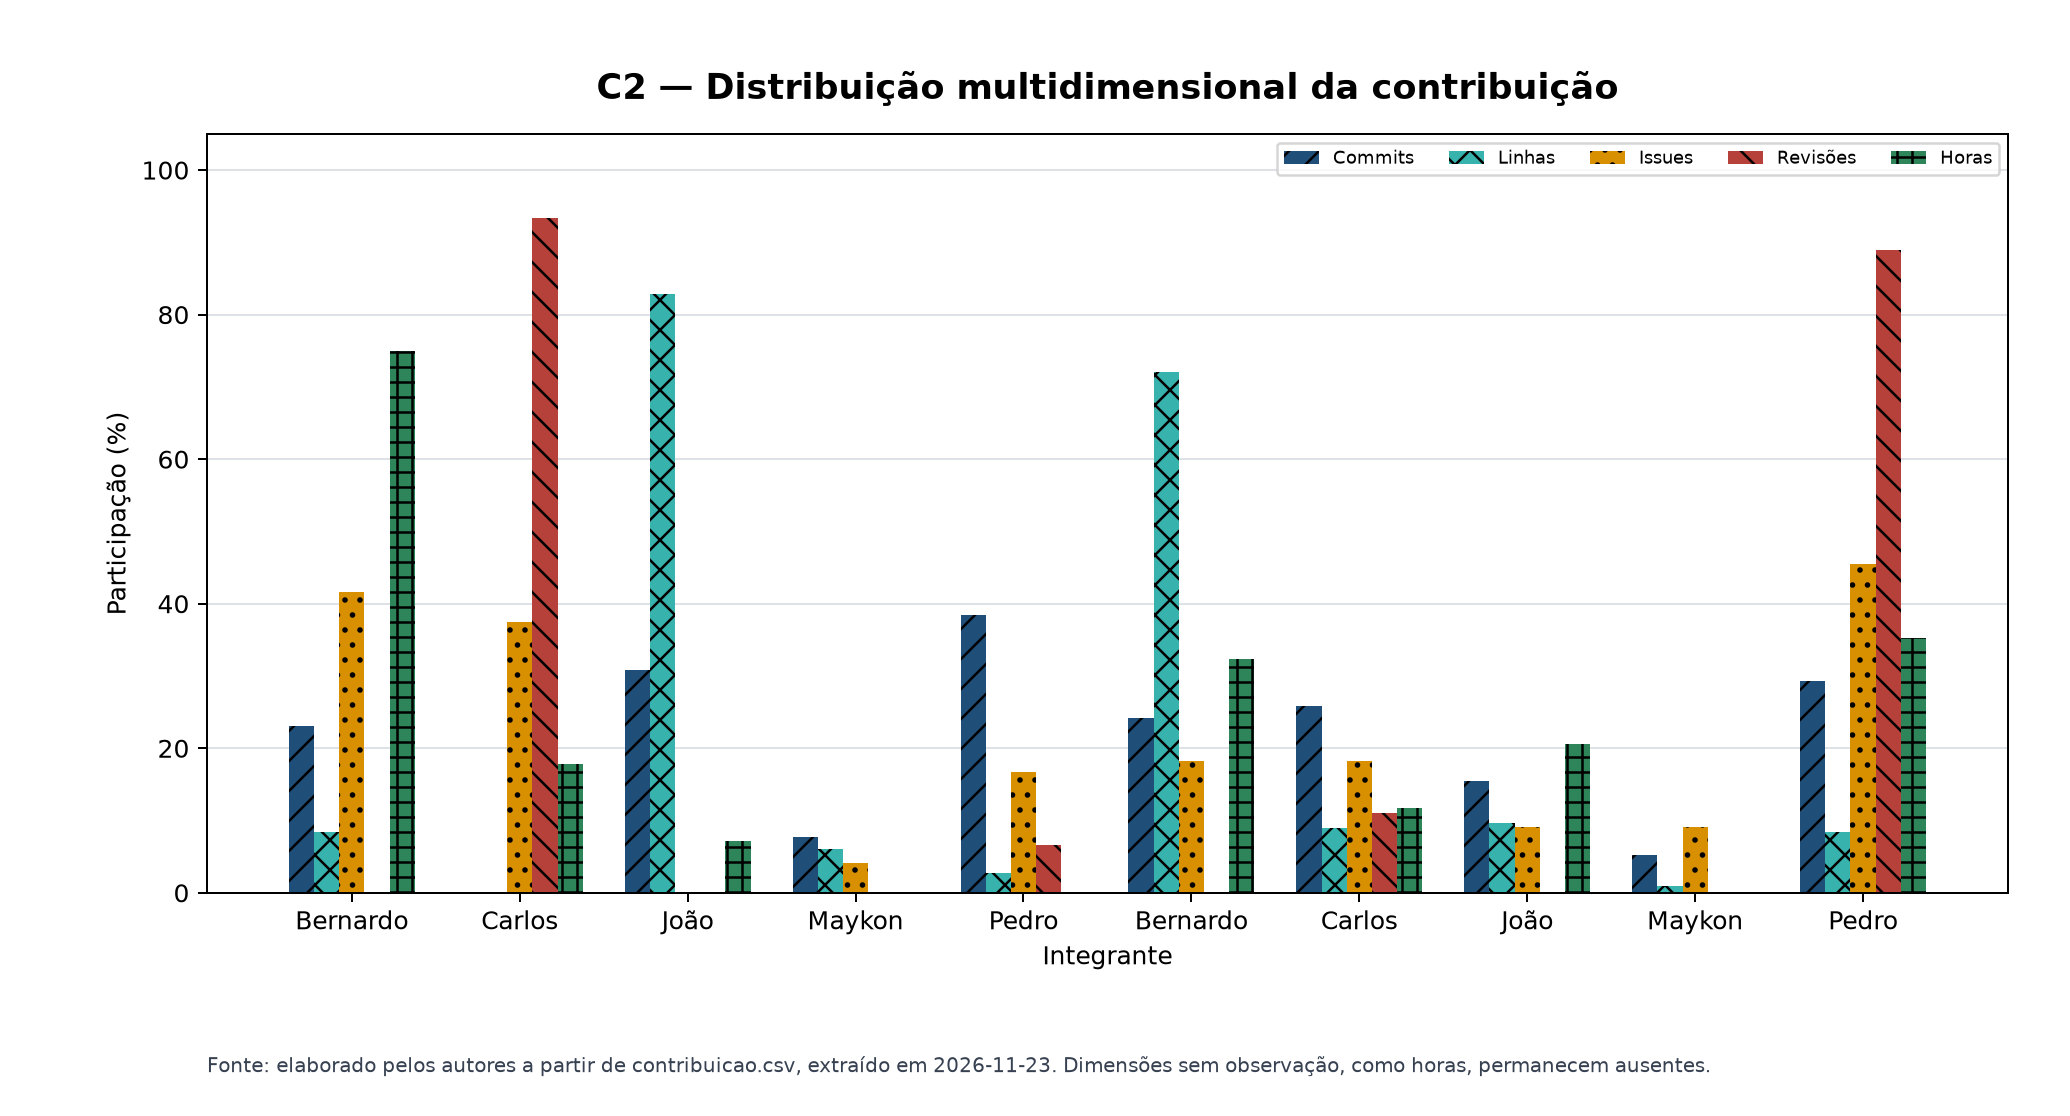 C2 — Distribuição multidimensional da contribuição
Commits Linhas Issues Revisões Horas
Participação (%)
100
80
60
40
20
0
Bernardo Carlos João Maykon Pedro Bernardo Carlos João Maykon Pedro
Integrante
Fonte: elaborado pelos autores a partir de contribuicao.csv, extraído em 2026-11-23. Dimensões sem observação, como horas, permanecem ausentes.